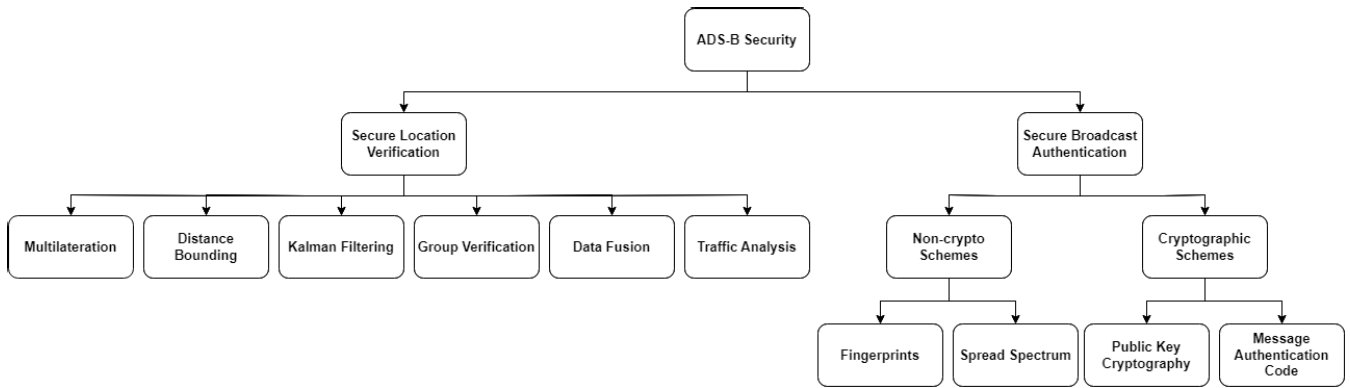 ADS-B Security
Secure Location
Verification
Secure Broadcast
Authentication
Multilateration
Distance
Bounding
Kalman Filtering
Group Verification
Data Fusion
Traffic Analysis
Non-crypto
Schemes
Cryptographic
Schemes
Fingerprints
Spread Spectrum
Public Key
Cryptography
Message
Authentication
Code